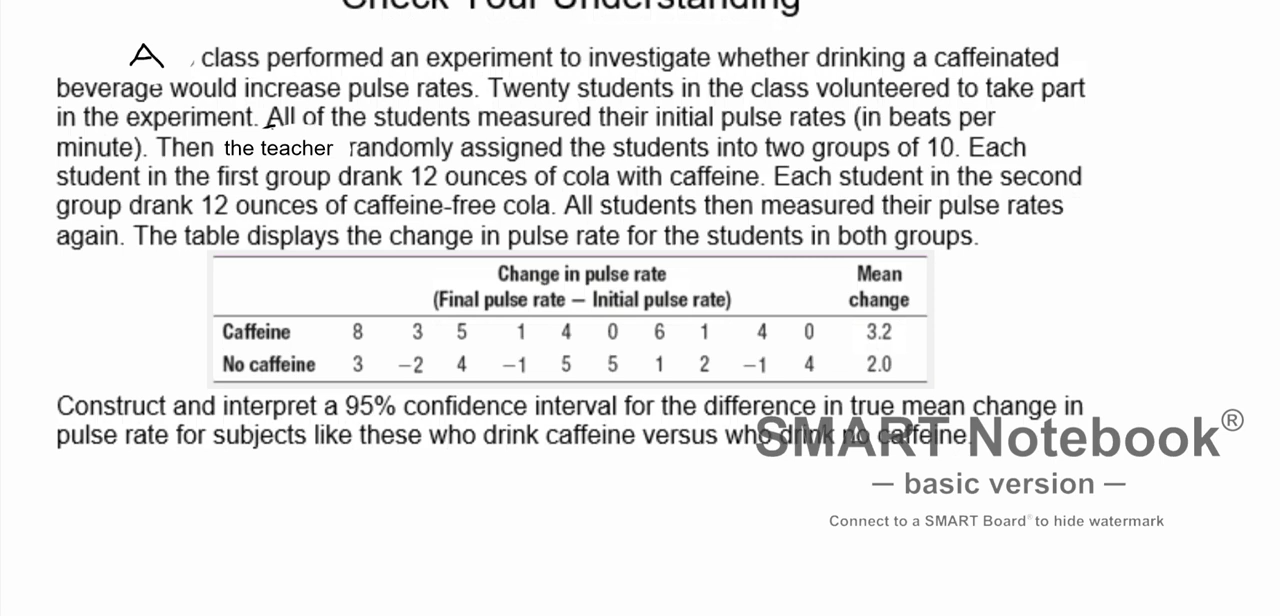 Check Your Understanding
A class performed an experiment to investigate whether drinking a caffeinated
beverage would increase pulse rates. Twenty students in the class volunteered to take part
in the experiment. All of the students measured their initial pulse rates (in beats per
minute). Then the teacher randomly assigned the students into two groups of 10. Each
student in the first group drank 12 ounces of cola with caffeine. Each student in the second
group drank 12 ounces of caffeine-free cola. All students then measured their pulse rates
again. The table displays the change in pulse rate for the students in both groups.
Change in pulse rate Mean
(Final pulse rate – Initial pulse rate) change
Caffeine 8 3 5 1 4 0 6 1 4 0 3.2
No caffeine 3 −2 4 −1 5 5 1 2 −1 4 2.0
Construct and interpret a 95% confidence interval for the difference in true mean change in
pulse rate for subjects like these who drink caffeine versus who drink no caffeine.
SMART Notebook®
— basic version —
Connect to a SMART Board® to hide watermark